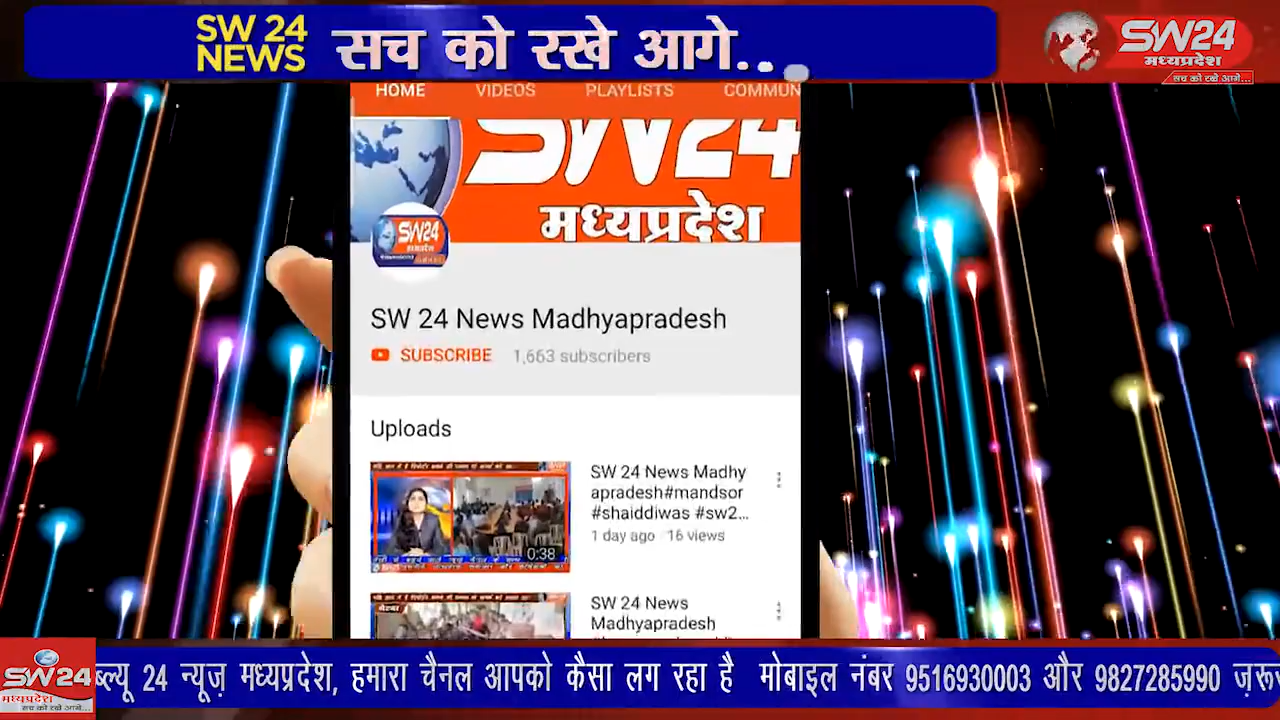 SW 24
NEWS
सच को रखे आगे...
SW24
मध्यप्रदेश
सच को रखे आगे...
HOME VIDEOS PLAYLISTS COMMUN
SW24
मध्यप्रदेश
SW24
SW 24 News Madhyapradesh
SUBSCRIBE 1,663 subscribers
Uploads
SW 24 News Madhy
apradesh#mandsor
#shaiddiwas #sw2...
1 day ago 16 views
0:38
SW 24 News
Madhyapradesh
SW24
मध्यप्रदेश
सच को रखे आगे...
ब्ल्यू 24 न्यूज़ मध्यप्रदेश, हमारा चैनल आपको कैसा लग रहा है मोबाइल नंबर 9516930003 और 9827285990 ज़रूर